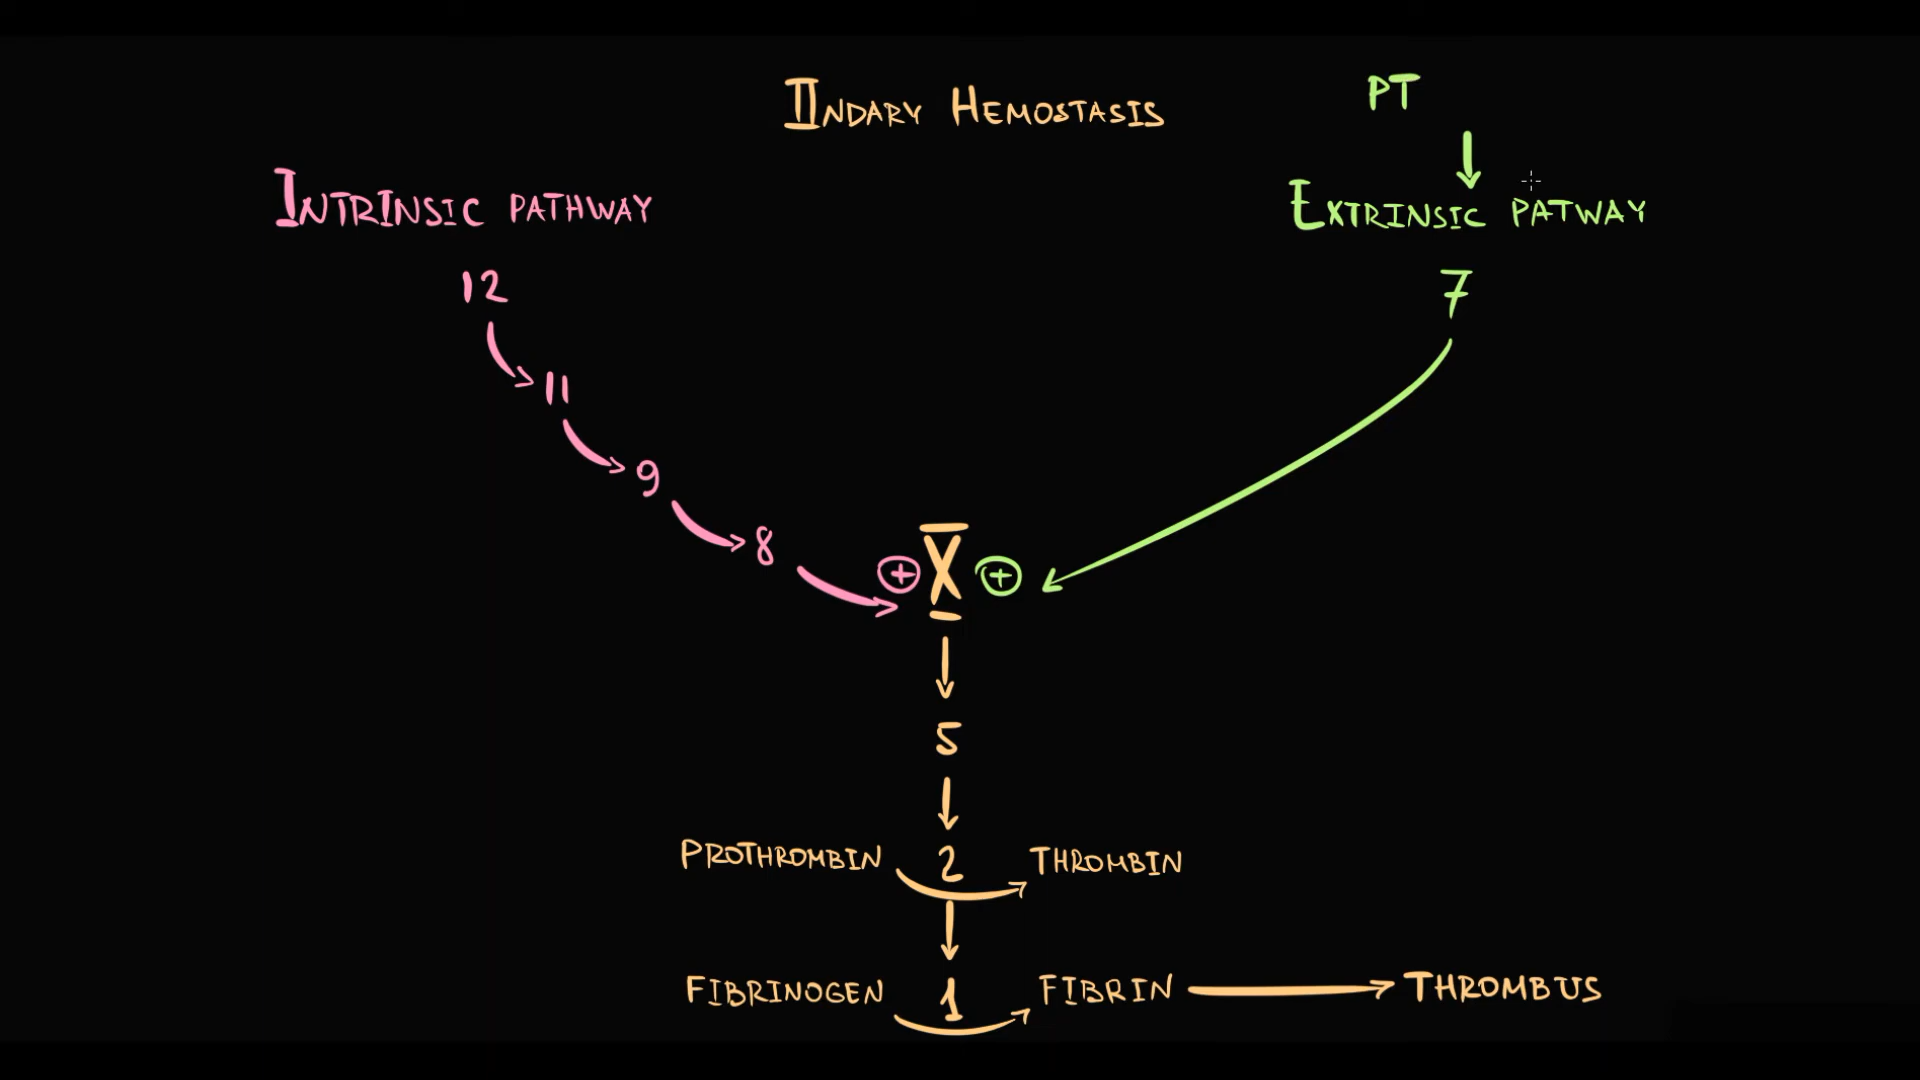 IIndary Hemostasis
PT
Intrinsic pathway
Extrinsic patway
12
7
11
9
8
+ X +
5
Prothrombin 2 Thrombin
Fibrinogen 1 Fibrin Thrombus